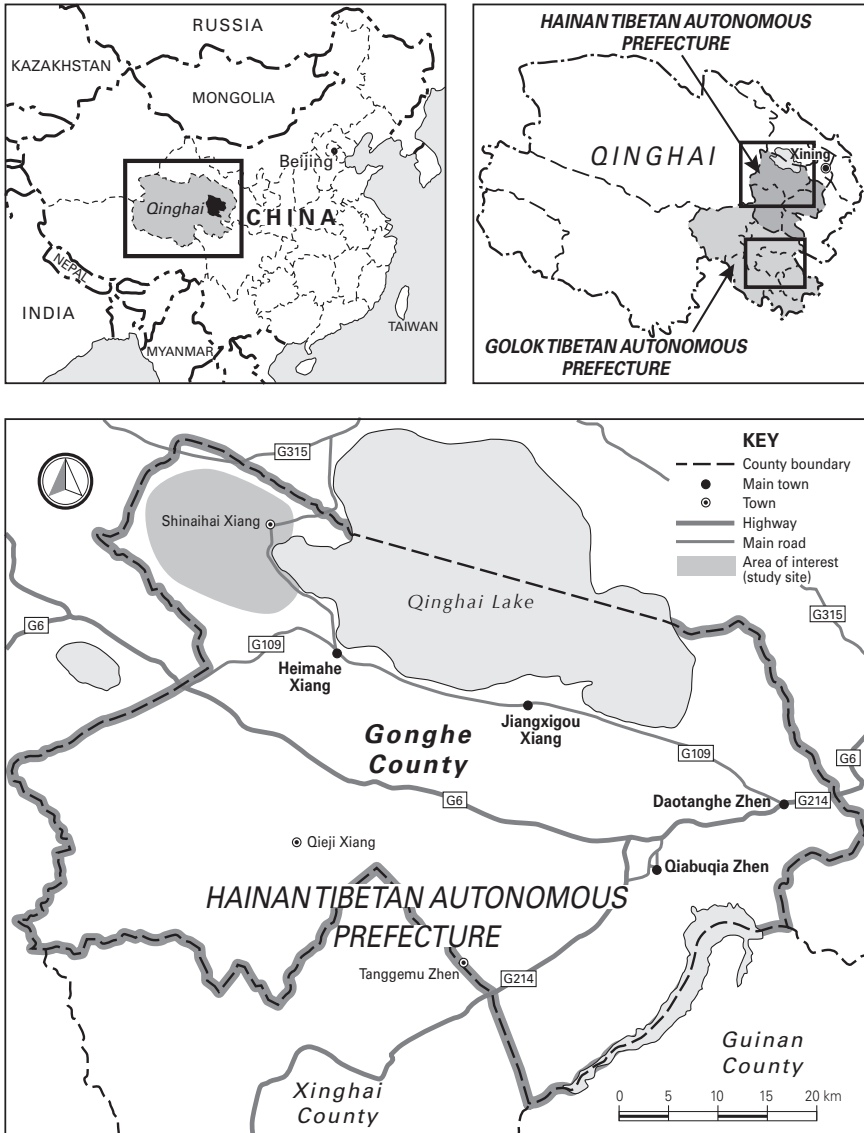 RUSSIA
KAZAKHSTAN
MONGOLIA
Beijing
Qinghai
CHINA
NEPAL
INDIA
MYANMAR
TAIWAN
HAINAN TIBETAN AUTONOMOUS
PREFECTURE
QINGHAI
Xining
GOLOK TIBETAN AUTONOMOUS
PREFECTURE
KEY
County boundary
Main town
Town
Highway
Main road
Area of interest
(study site)
G315
Shinaihai Xiang
Qinghai Lake
G315
G6
G109
Heimahe
Xiang
Jiangxigou
Xiang
Gonghe
County
G109
G6
G6
Daotanghe Zhen
G214
Qieji Xiang
Qiabuqia Zhen
HAINAN TIBETAN AUTONOMOUS
PREFECTURE
Tanggemu Zhen
G214
Guinan
County
Xinghai
County
0 5 10 15 20 km